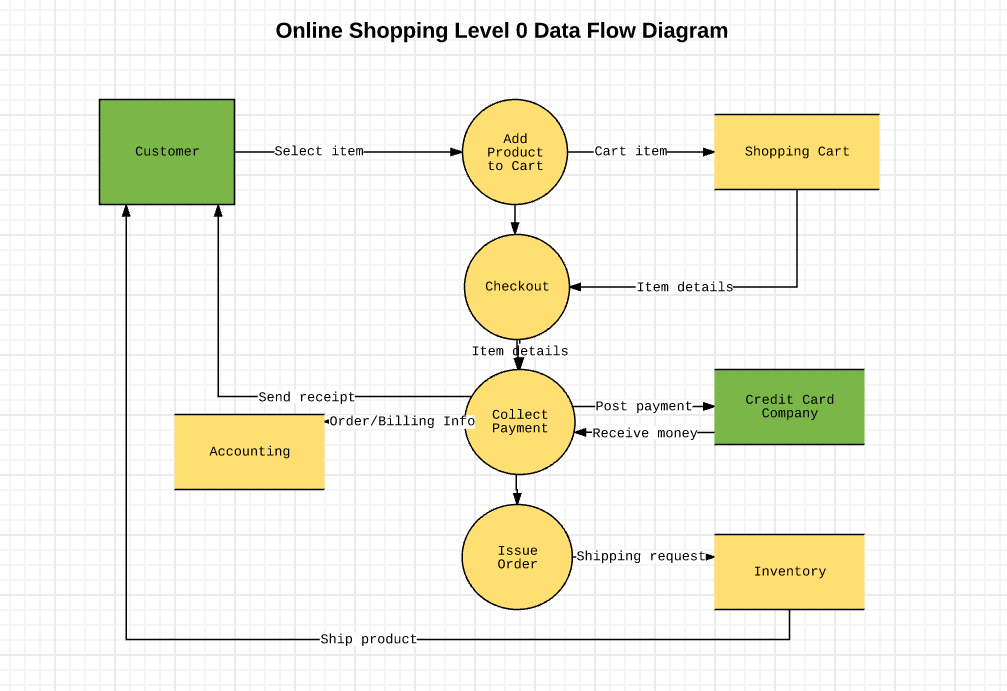 Online Shopping Level 0 Data Flow Diagram
Customer
Select item
Add
Product
to Cart
Cart item
Shopping Cart
Checkout
Item details
Item details
Send receipt
Order/Billing Info
Accounting
Collect
Payment
Post payment
Receive money
Credit Card
Company
Issue
Order
Shipping request
Inventory
Ship product